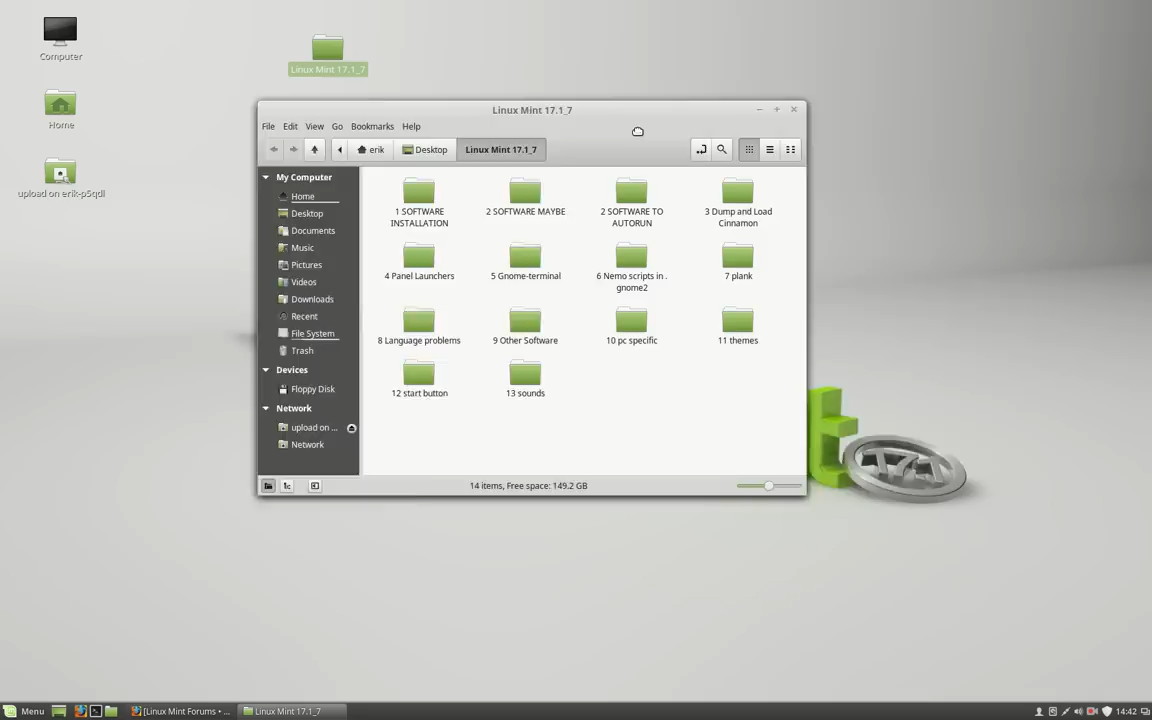 Computer
Home
upload on erik-p5qdl
Linux Mint 17.1_7
Linux Mint 17.1_7
File Edit View Go Bookmarks Help
erik Desktop Linux Mint 17.1_7
My Computer
Home
Desktop
Documents
Music
Pictures
Videos
Downloads
Recent
File System
Trash
Devices
Floppy Disk
Network
upload on ...
Network
1 SOFTWARE
INSTALLATION
2 SOFTWARE MAYBE
2 SOFTWARE TO
AUTORUN
3 Dump and Load
Cinnamon
4 Panel Launchers
5 Gnome-terminal
6 Nemo scripts in .
gnome2
7 plank
8 Language problems
9 Other Software
10 pc specific
11 themes
12 start button
13 sounds
14 items, Free space: 149.2 GB
t
17.1
Menu [Linux Mint Forums • ... Linux Mint 17.1_7 14:42